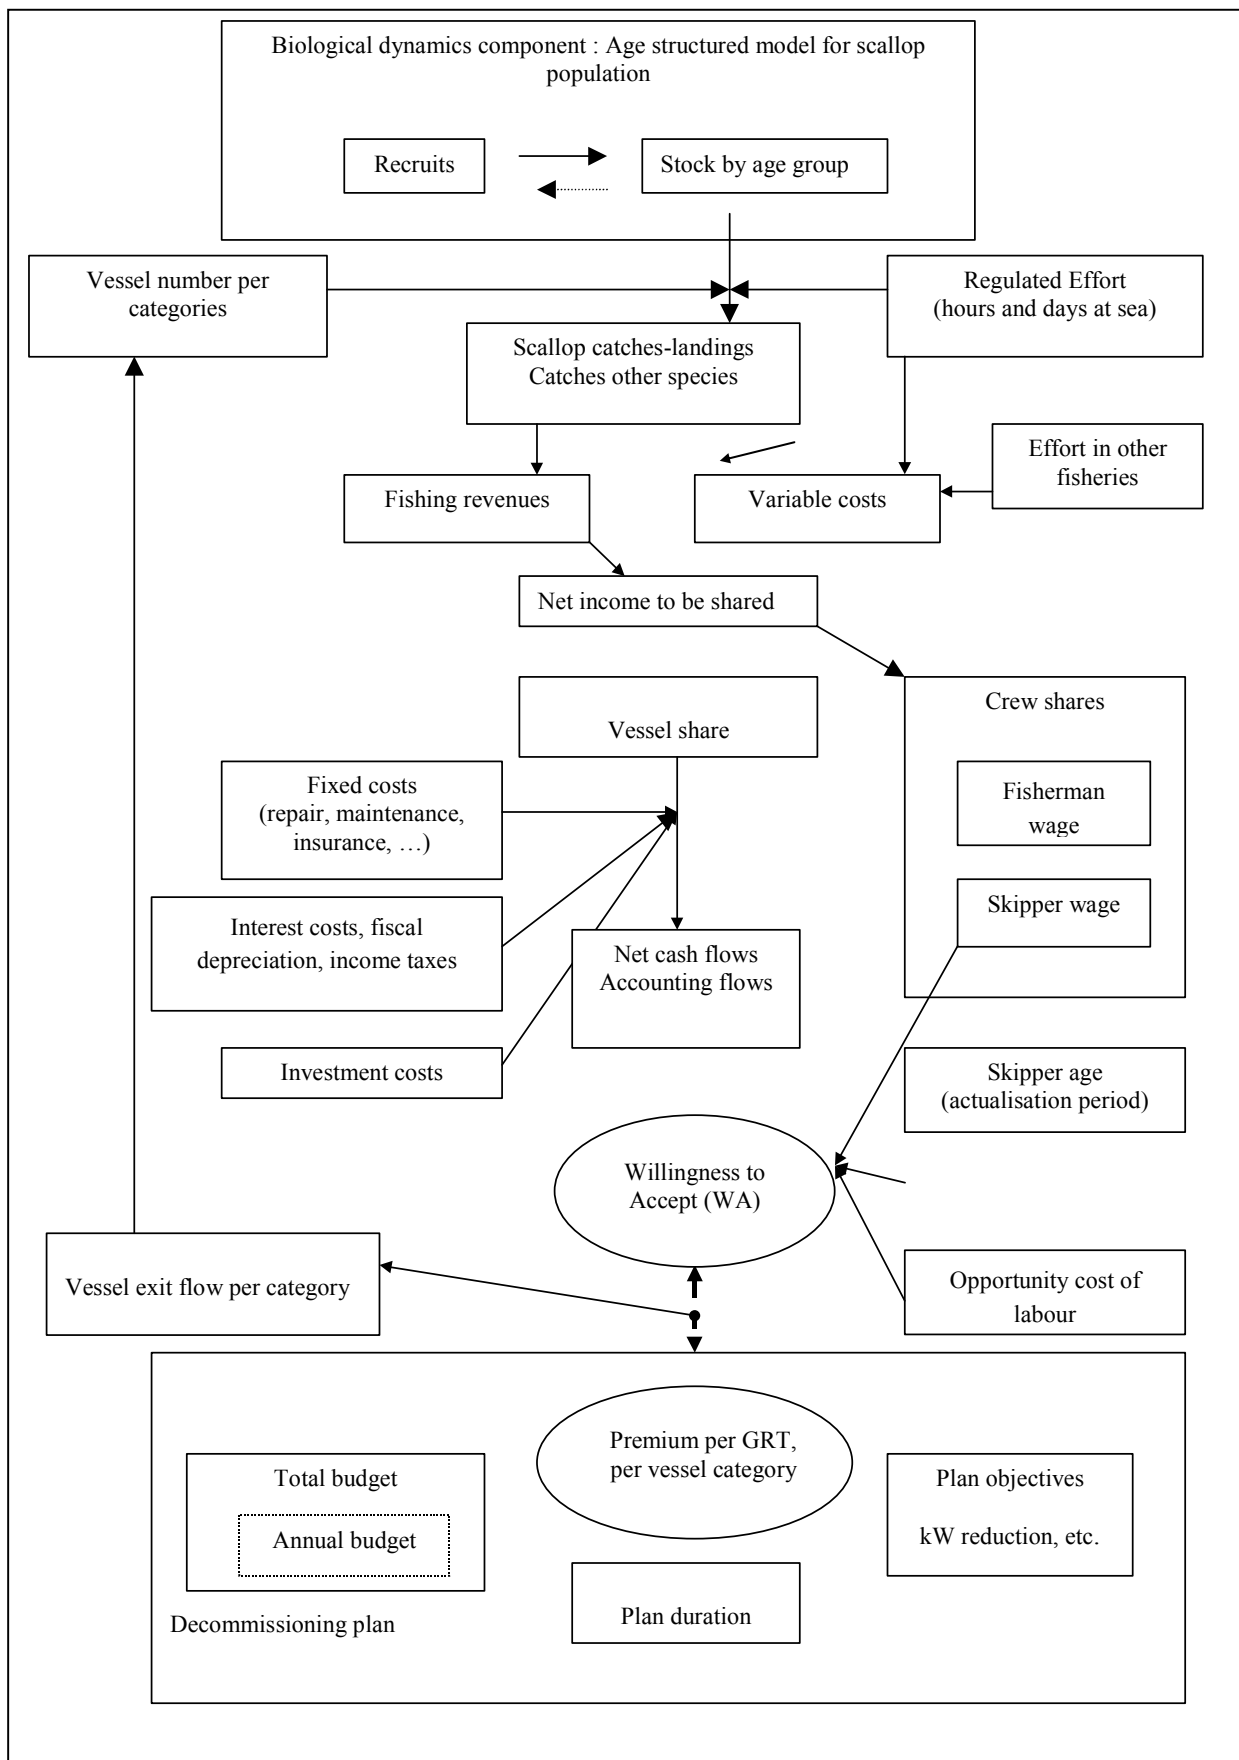 Biological dynamics component : Age structured model for scallop
population
Recruits
Stock by age group
Vessel number per
categories
Regulated Effort
(hours and days at sea)
Scallop catches-landings
Catches other species
Effort in other
fisheries
Fishing revenues
Variable costs
Net income to be shared
Crew shares
Vessel share
Fisherman
wage
Fixed costs
(repair, maintenance,
insurance, …)
Skipper wage
Interest costs, fiscal
depreciation, income taxes
Net cash flows
Accounting flows
Investment costs
Skipper age
(actualisation period)
Willingness to
Accept (WA)
Vessel exit flow per category
Opportunity cost of
labour
Premium per GRT,
per vessel category
Total budget
Annual budget
Plan objectives
kW reduction, etc.
Plan duration
Decommissioning plan